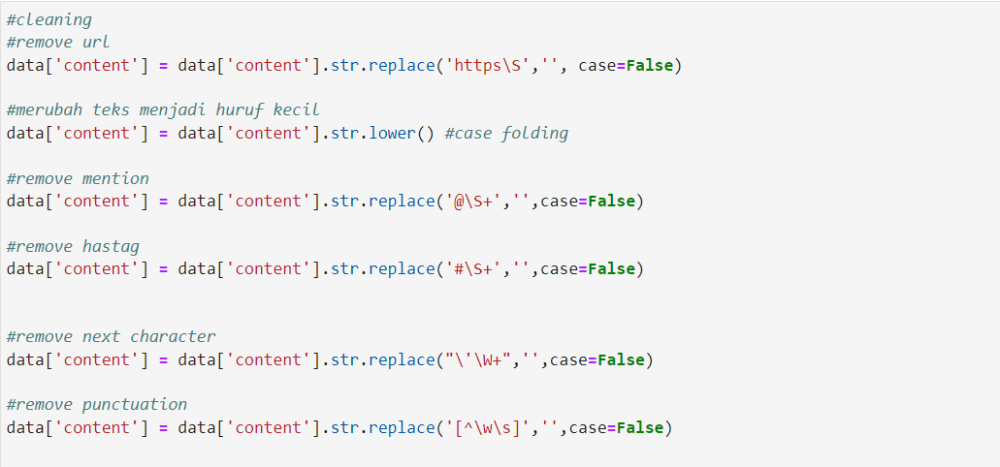 #cleaning
#remove url
data['content'] = data['content'].str.replace('https\S','', case=False)
#merubah teks menjadi huruf kecil
data['content'] = data['content'].str.lower() #case folding
#remove mention
data['content'] = data['content'].str.replace('@\S+','',case=False)
#remove hastag
data['content'] = data['content'].str.replace('#\S+','',case=False)
#remove next character
data['content'] = data['content'].str.replace("\'\W+",'',case=False)
#remove punctuation
data['content'] = data['content'].str.replace('[^\w\s]','',case=False)